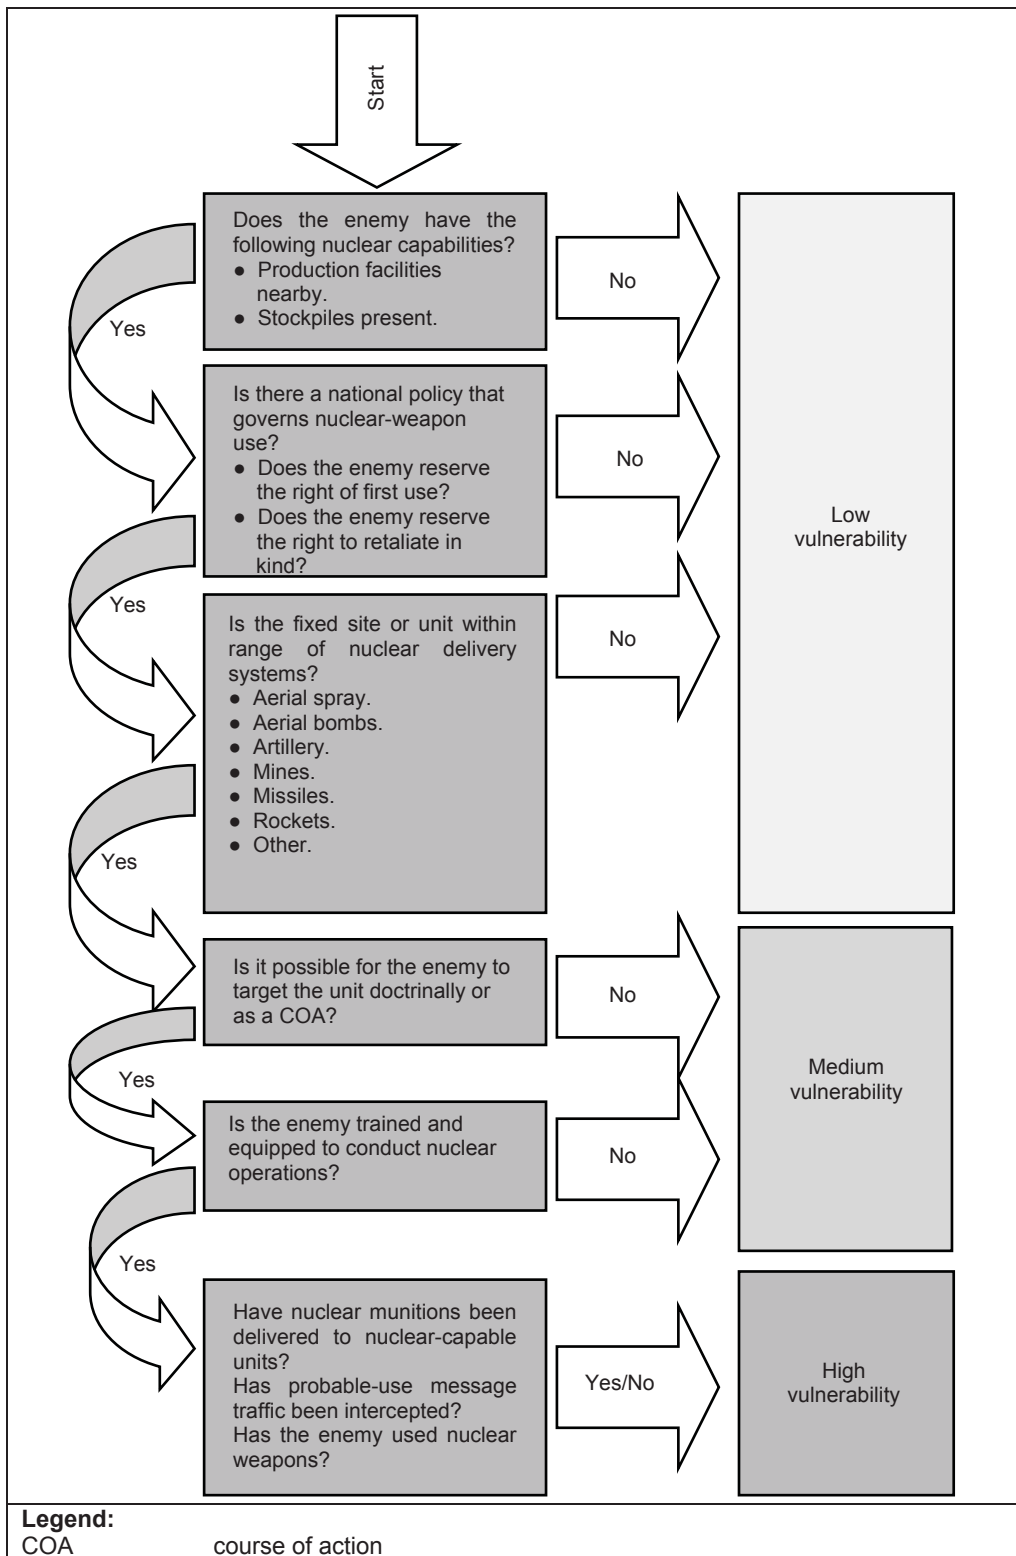 Start
Does the enemy have the
following nuclear capabilities?
● Production facilities
nearby.
● Stockpiles present.
No
Yes
Is there a national policy that
governs nuclear-weapon
use?
● Does the enemy reserve
the right of first use?
● Does the enemy reserve
the right to retaliate in
kind?
No
Low
vulnerability
Yes
Is the fixed site or unit within
range of nuclear delivery
systems?
● Aerial spray.
● Aerial bombs.
● Artillery.
● Mines.
● Missiles.
● Rockets.
● Other.
No
Yes
Is it possible for the enemy to
target the unit doctrinally or
as a COA?
No
Medium
vulnerability
Yes
Is the enemy trained and
equipped to conduct nuclear
operations?
No
Yes
Have nuclear munitions been
delivered to nuclear-capable
units?
Has probable-use message
traffic been intercepted?
Has the enemy used nuclear
weapons?
Yes/No
High
vulnerability
Legend:
COA course of action